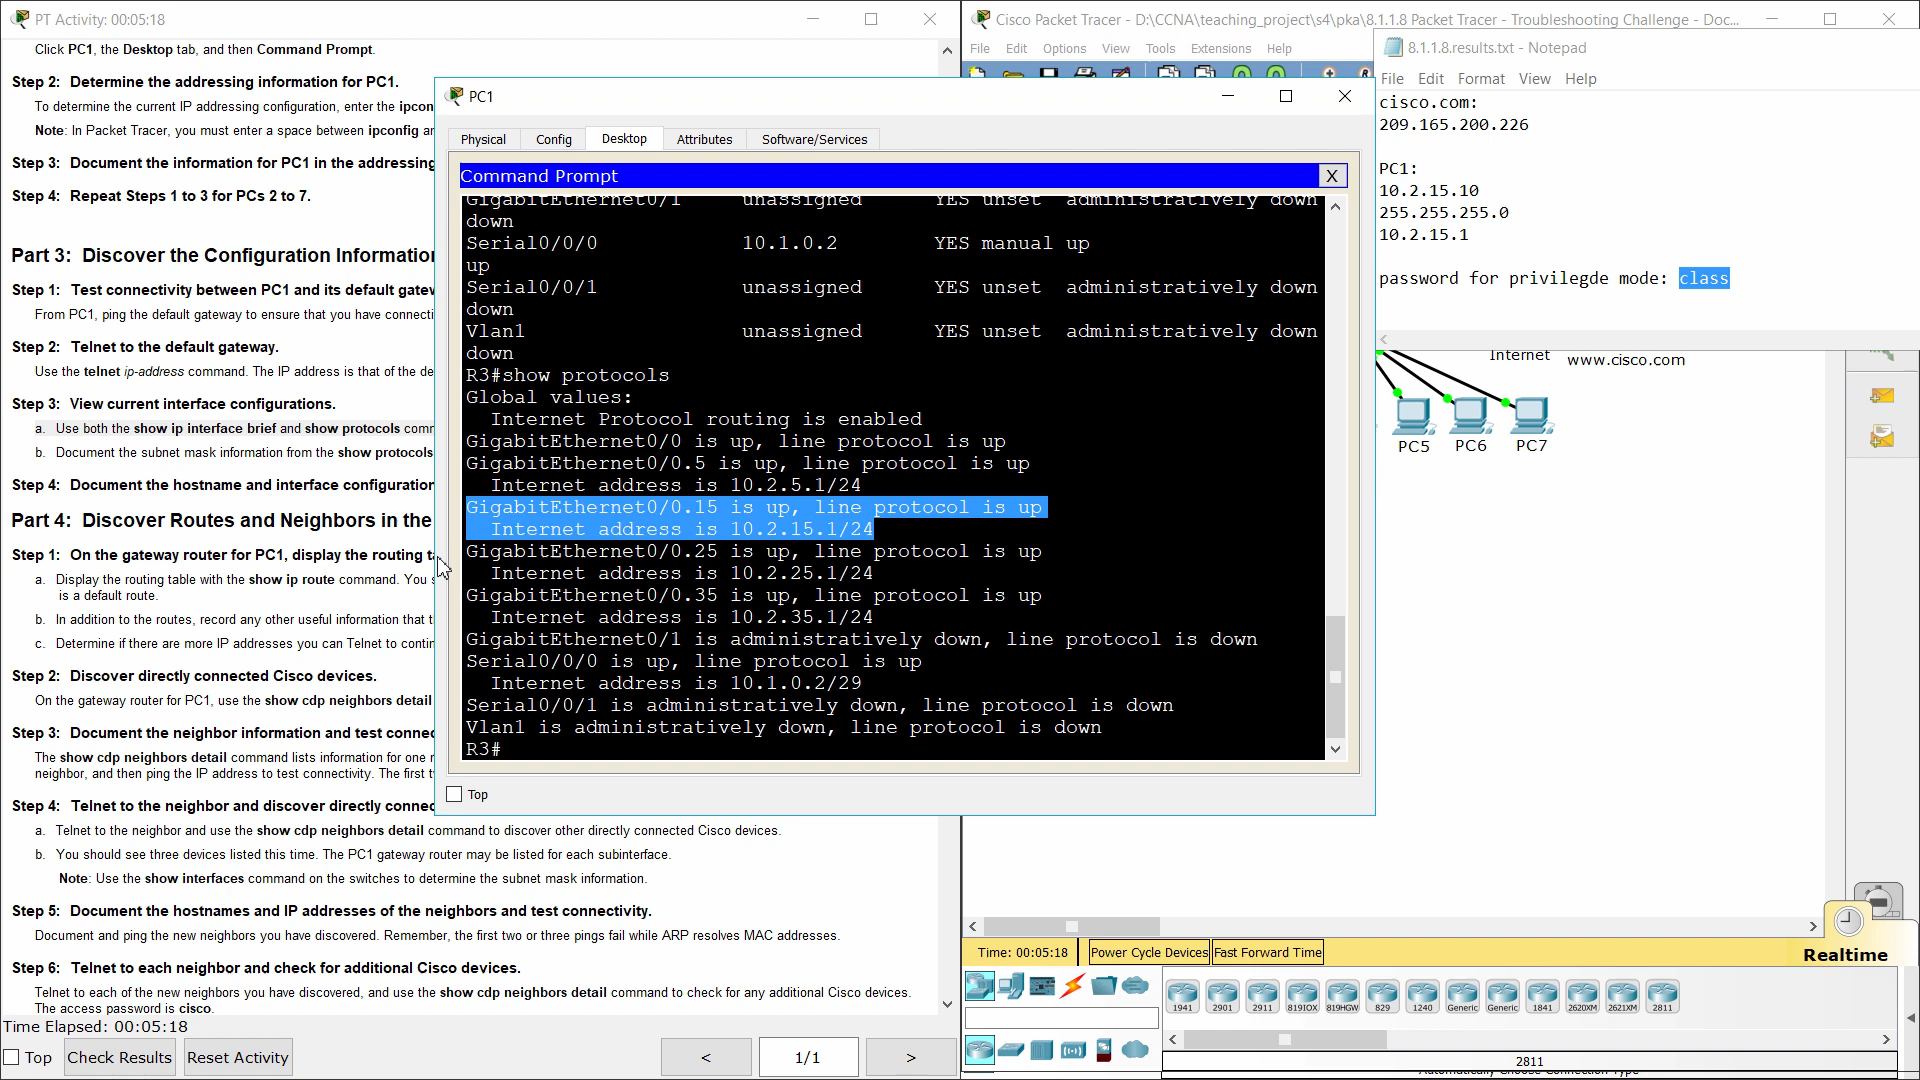 PT Activity: 00:05:18
Click PC1, the Desktop tab, and then Command Prompt.
Step 2: Determine the addressing information for PC1.
To determine the current IP addressing configuration, enter the ipcon
Note: In Packet Tracer, you must enter a space between ipconfig ar
Step 3: Document the information for PC1 in the addressing
Step 4: Repeat Steps 1 to 3 for PCs 2 to 7.
Part 3: Discover the Configuration Information
Step 1: Test connectivity between PC1 and its default gatew
From PC1, ping the default gateway to ensure that you have connecti
Step 2: Telnet to the default gateway.
Use the telnet ip-address command. The IP address is that of the de
Step 3: View current interface configurations.
a. Use both the show ip interface brief and show protocols comm
b. Document the subnet mask information from the show protocols
Step 4: Document the hostname and interface configuration
Part 4: Discover Routes and Neighbors in the
Step 1: On the gateway router for PC1, display the routing ta
a. Display the routing table with the show ip route command. You s
is a default route.
b. In addition to the routes, record any other useful information that t
c. Determine if there are more IP addresses you can Telnet to contin
Step 2: Discover directly connected Cisco devices.
On the gateway router for PC1, use the show cdp neighbors detail
Step 3: Document the neighbor information and test connec
The show cdp neighbors detail command lists information for one r
neighbor, and then ping the IP address to test connectivity. The first t
Step 4: Telnet to the neighbor and discover directly connec
a. Telnet to the neighbor and use the show cdp neighbors detail command to discover other directly connected Cisco devices.
b. You should see three devices listed this time. The PC1 gateway router may be listed for each subinterface.
Note: Use the show interfaces command on the switches to determine the subnet mask information.
Step 5: Document the hostnames and IP addresses of the neighbors and test connectivity.
Document and ping the new neighbors you have discovered. Remember, the first two or three pings fail while ARP resolves MAC addresses.
Step 6: Telnet to each neighbor and check for additional Cisco devices.
Telnet to each of the new neighbors you have discovered, and use the show cdp neighbors detail command to check for any additional Cisco devices.
The access password is cisco.
Time Elapsed: 00:05:18
Top Check Results Reset Activity < 1/1 >
PC1
Physical Config Desktop Attributes Software/Services
Command Prompt X
GigabitEthernet0/1 unassigned YES unset administratively down
down
Serial0/0/0 10.1.0.2 YES manual up
up
Serial0/0/1 unassigned YES unset administratively down
down
Vlan1 unassigned YES unset administratively down
down
R3#show protocols
Global values:
Internet Protocol routing is enabled
GigabitEthernet0/0 is up, line protocol is up
GigabitEthernet0/0.5 is up, line protocol is up
Internet address is 10.2.5.1/24
GigabitEthernet0/0.15 is up, line protocol is up
Internet address is 10.2.15.1/24
GigabitEthernet0/0.25 is up, line protocol is up
Internet address is 10.2.25.1/24
GigabitEthernet0/0.35 is up, line protocol is up
Internet address is 10.2.35.1/24
GigabitEthernet0/1 is administratively down, line protocol is down
Serial0/0/0 is up, line protocol is up
Internet address is 10.1.0.2/29
Serial0/0/1 is administratively down, line protocol is down
Vlan1 is administratively down, line protocol is down
R3#
Top
Cisco Packet Tracer - D:\CCNA\teaching_project\s4\pka\8.1.1.8 Packet Tracer - Troubleshooting Challenge - Doc...
File Edit Options View Tools Extensions Help
8.1.1.8.results.txt - Notepad
File Edit Format View Help
cisco.com:
209.165.200.226
PC1:
10.2.15.10
255.255.255.0
10.2.15.1
password for privilegde mode: class
Internet www.cisco.com
PC5 PC6 PC7
Time: 00:05:18 Power Cycle Devices Fast Forward Time
Realtime
1941 2901 2911 819IOX 819HGW 829 1240 Generic Generic 1841 2620XM 2621XM 2811
2811